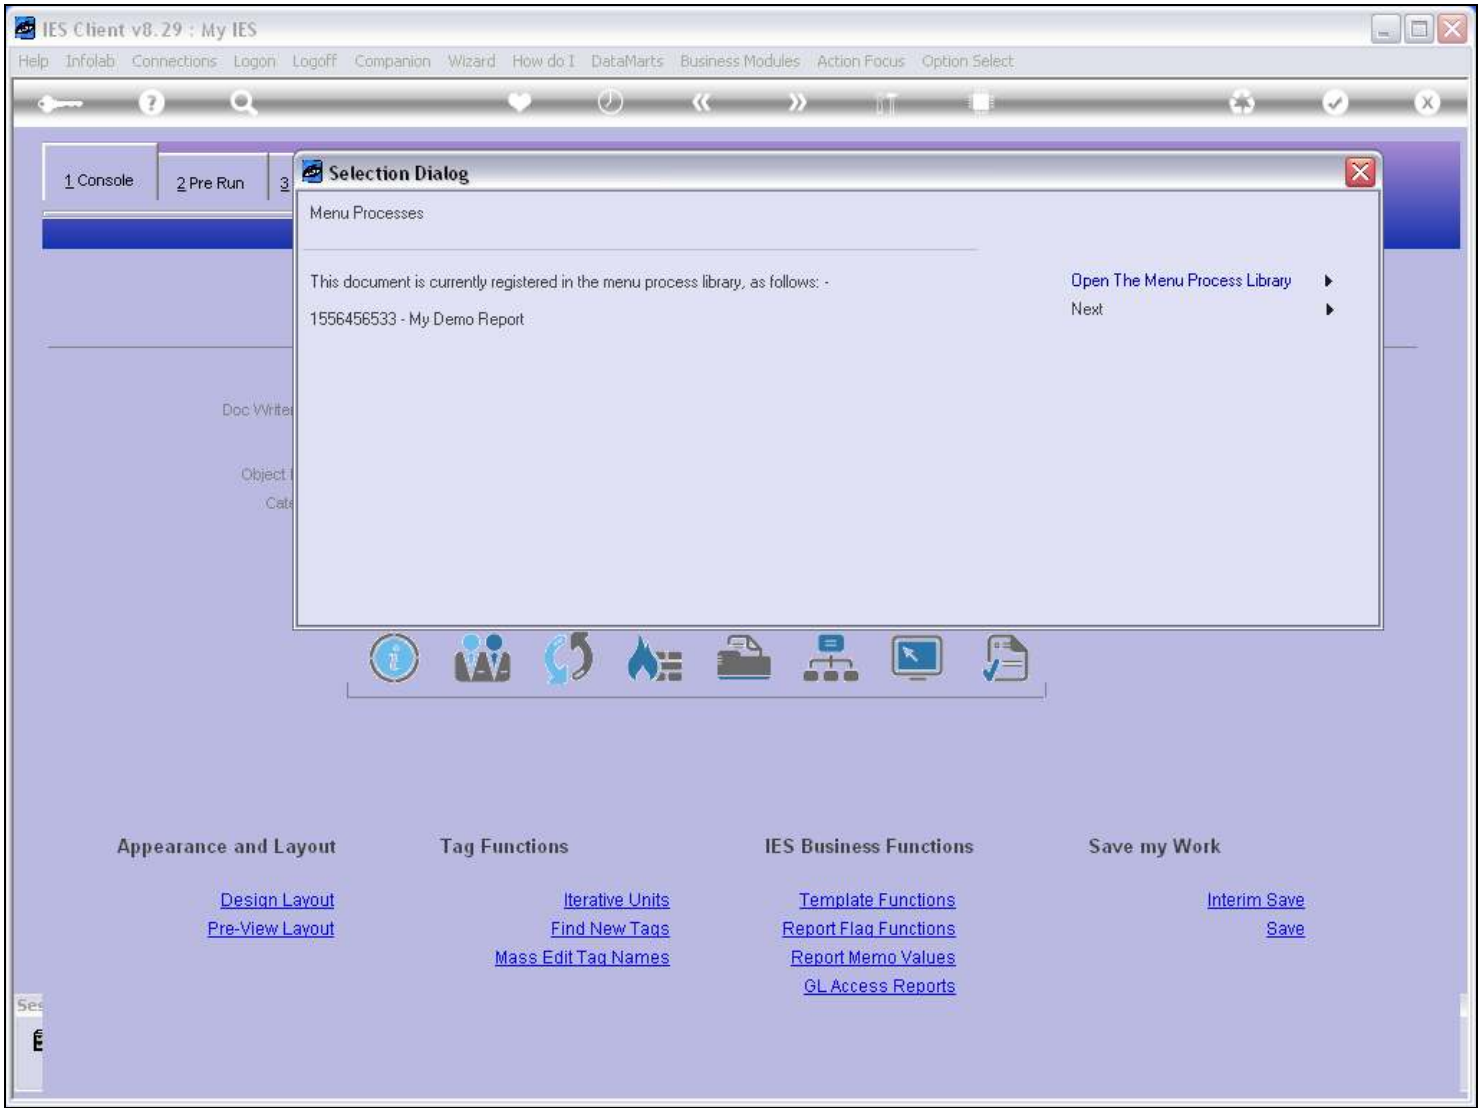 IES Client v8.29 : My IES
Help Infolab Connections Logon Logoff Companion Wizard How do I DataMarts Business Modules Action Focus Option Select
1 Console 2 Pre Run 3
Selection Dialog
Menu Processes
This document is currently registered in the menu process library, as follows: -
Open The Menu Process Library
Next
1556456533 - My Demo Report
Doc Writer
Object
Cate
Appearance and Layout Tag Functions IES Business Functions Save my Work
Design Layout Iterative Units Template Functions Interim Save
Pre-View Layout Find New Tags Report Flag Functions Save
Mass Edit Tag Names Report Memo Values
GL Access Reports
Ses